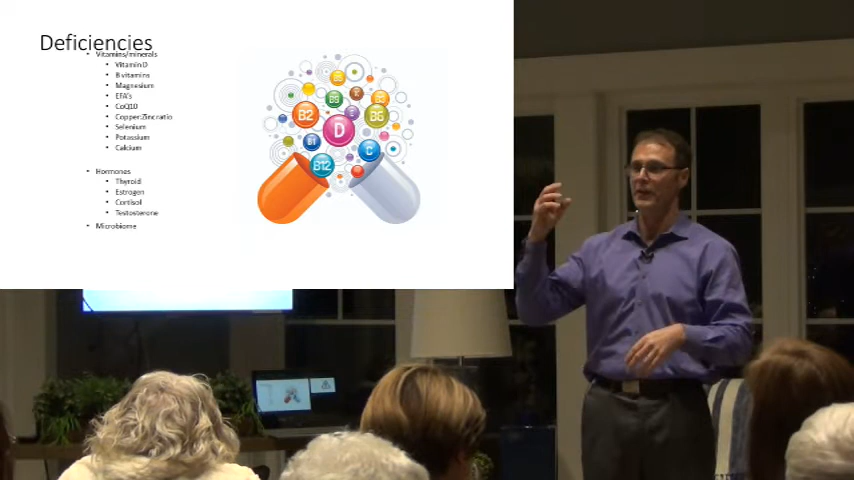 Deficiencies
• Vitamins/minerals
• Vitamin D
• B vitamins
• Magnesium
• EFA's
• CoQ10
• Copper:Zinc ratio
• Selenium
• Potassium
• Calcium
• Hormones
• Thyroid
• Estrogen
• Cortisol
• Testosterone
• Microbiome
B2
D
B6
B1
B12
C